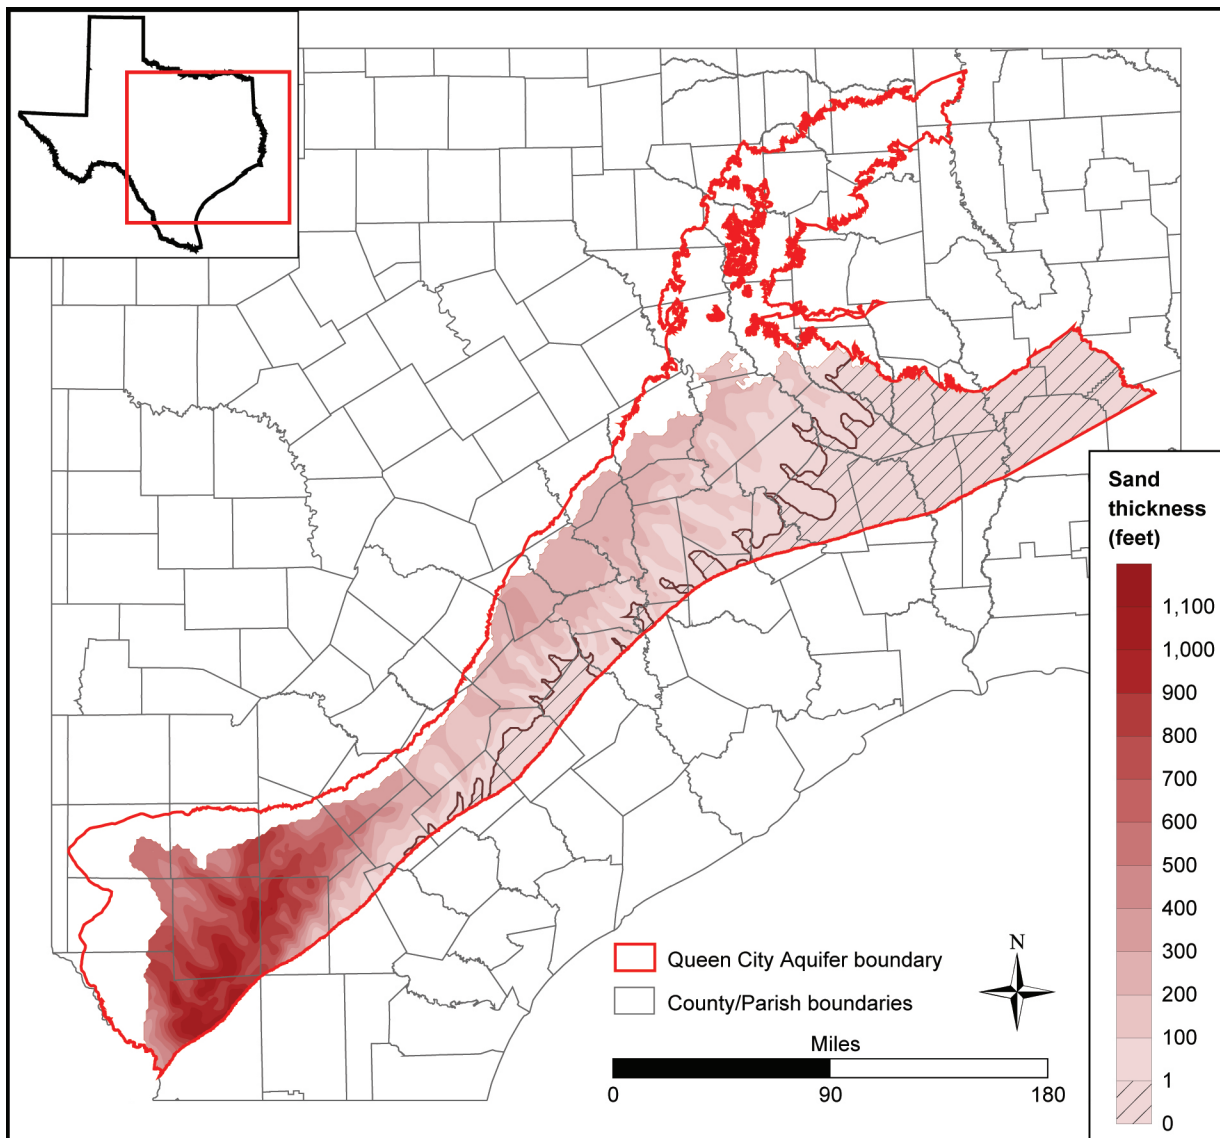 Sand
thickness
(feet)
1,100
1,000
900
800
700
600
500
400
300
200
100
1
0
Queen City Aquifer boundary
County/Parish boundaries
N
Miles
0 90 180